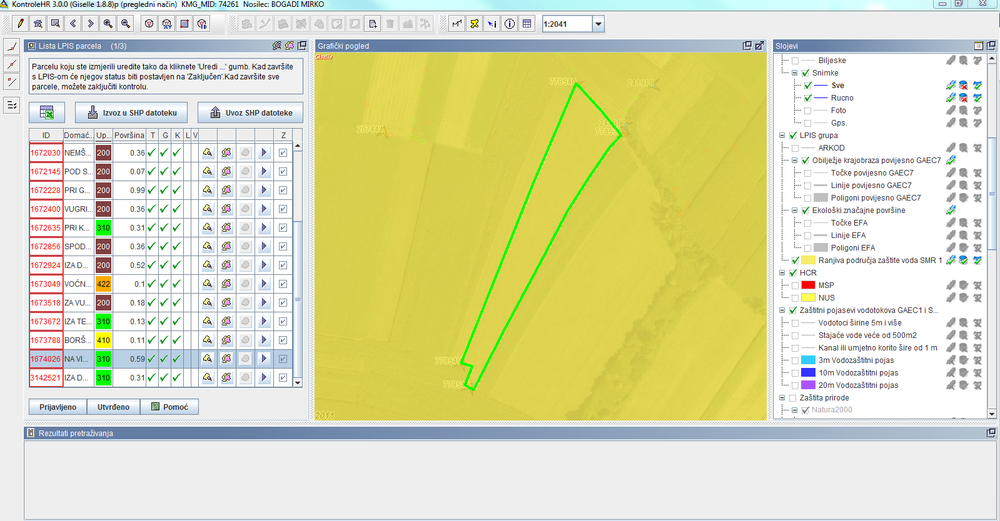 KontroleHR 3.0.0 (Giselle 1.8.8)p (pregledni način)  KMG_MID: 74261  Nosilec: BOGADI MIRKO
1:2041
Lista LPIS parcela (1/3)
Parcelu koju ste izmjerili uredite tako da kliknete 'Uredi ...' gumb. Kad završite
s LPIS-om će njegov status biti postavljen na 'Zaključen'.Kad završite sve
parcele, možete zaključiti kontrolu.
Izvoz u SHP datoteku
Uvoz SHP datoteke
ID Domać... Up... Površina T G K L V Z
1672030 NEMŠ... 200 0.36
1672145 POD S... 200 0.07
1672228 PRI G... 200 0.99
1672400 VUGRI... 200 0.36
1672635 PRI K... 310 0.31
1672856 SPOD... 200 0.36
1672924 IZA D... 200 0.52
1673049 VOĆN... 422 0.1
1673518 ZA VU... 200 0.18
1673672 IZA TE... 310 0.13
1673788 BORŠ... 410 0.11
1674026 NA VI... 310 0.59
3142521 IZA D... 310 0.31
Prijavljeno
Utvrđeno
Pomoć
Grafički pogled
Giselle
778540
241918
241917
207444
2011
Slojevi
Biljeske
Snimke
Sve
Rucno
Foto
Gps.
LPIS grupa
ARKOD
Obilježje krajobraza povijesno GAEC7
Točke povijesno GAEC7
Linije povijesno GAEC7
Poligoni povijesno GAEC7
Ekološki značajne površine
Točke EFA
Linije EFA
Poligoni EFA
Ranjiva područja zaštite voda SMR 1
HCR
MSP
NUS
Zaštitni pojasevi vodotokova GAEC1 i S...
Vodotoci širine 5m i više
Stajaće vode veće od 500m2
Kanal ili umjetno korito šire od 1 m
3m Vodozaštitni pojas
10m Vodozaštitni pojas
20m Vodozaštitni pojas
Zaštita prirode
Natura2000
Rezultati pretraživanja